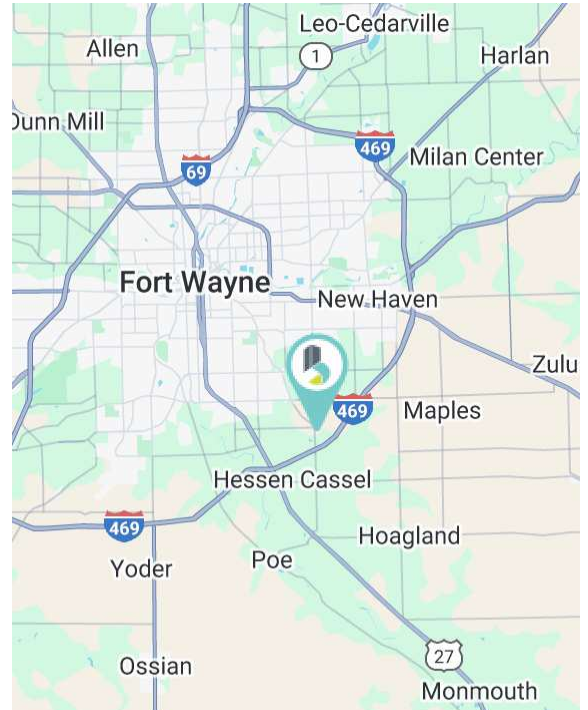 Leo-Cedarville
Allen
1
Harlan
Dunn Mill
469
Milan Center
69
Fort Wayne
New Haven
Zulu
469
Maples
Hessen Cassel
469
Hoagland
Poe
Yoder
27
Ossian
Monmouth